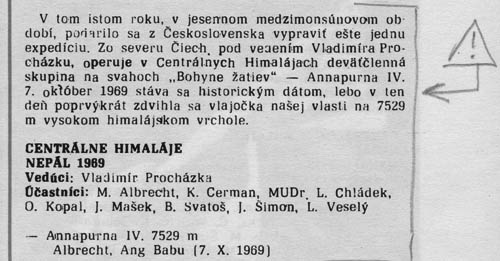 V tom istom roku, v jesennom medzimonsúnovom ob-
dobí, podarilo sa z Československa vypraviť ešte jednu
expedíciu. Zo severu Čiech, pod vedením Vladimíra Pro-
cházku, operuje v Centrálnych Himalájach deväťčlenná
skupina na svahoch „Bohyne žatiev" — Annapurna IV.
7. október 1969 stáva sa historickým dátom, lebo v ten
deň poprvýkrát zdvihla sa vlajočka našej vlasti na 7529
m vysokom himalájskom vrchole.
CENTRÁLNE HIMALÁJE
NEPÁL 1969
Vedúci: Vladimír Procházka
Účastníci: M. Albrecht, K. Cerman, MUDr. L. Chládek,
O. Kopal, J. Mašek, B. Svatoš, J. Šimon, L. Veselý
— Annapurna IV. 7529 m
Albrecht, Ang Babu (7. X. 1969)
!